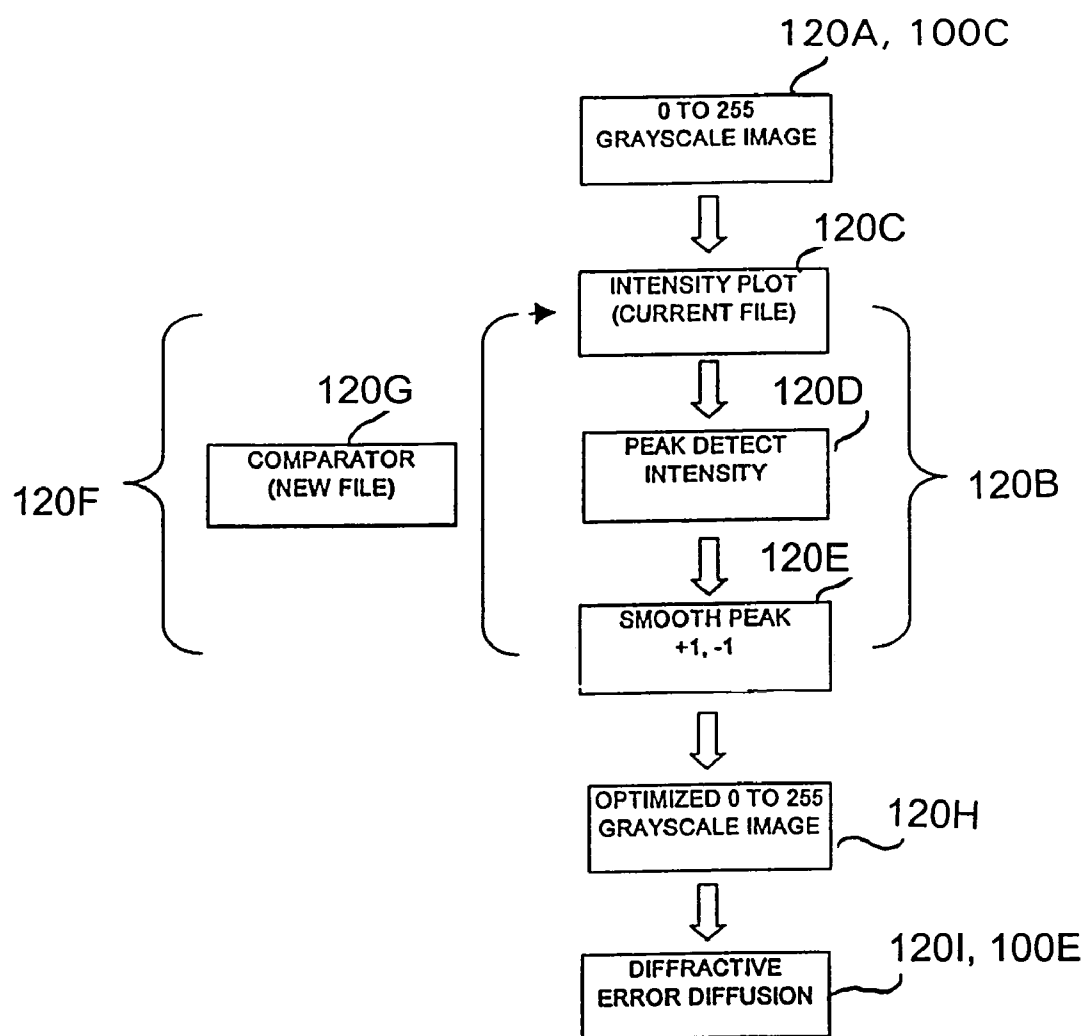 120A, 100C
0 TO 255
GRAYSCALE IMAGE
120C
INTENSITY PLOT
(CURRENT FILE)
120G
COMPARATOR
(NEW FILE)
120D
PEAK DETECT
INTENSITY
120F
120B
120E
SMOOTH PEAK
+1, -1
OPTIMIZED 0 TO 255
GRAYSCALE IMAGE
120H
120I, 100E
DIFFRACTIVE
ERROR DIFFUSION